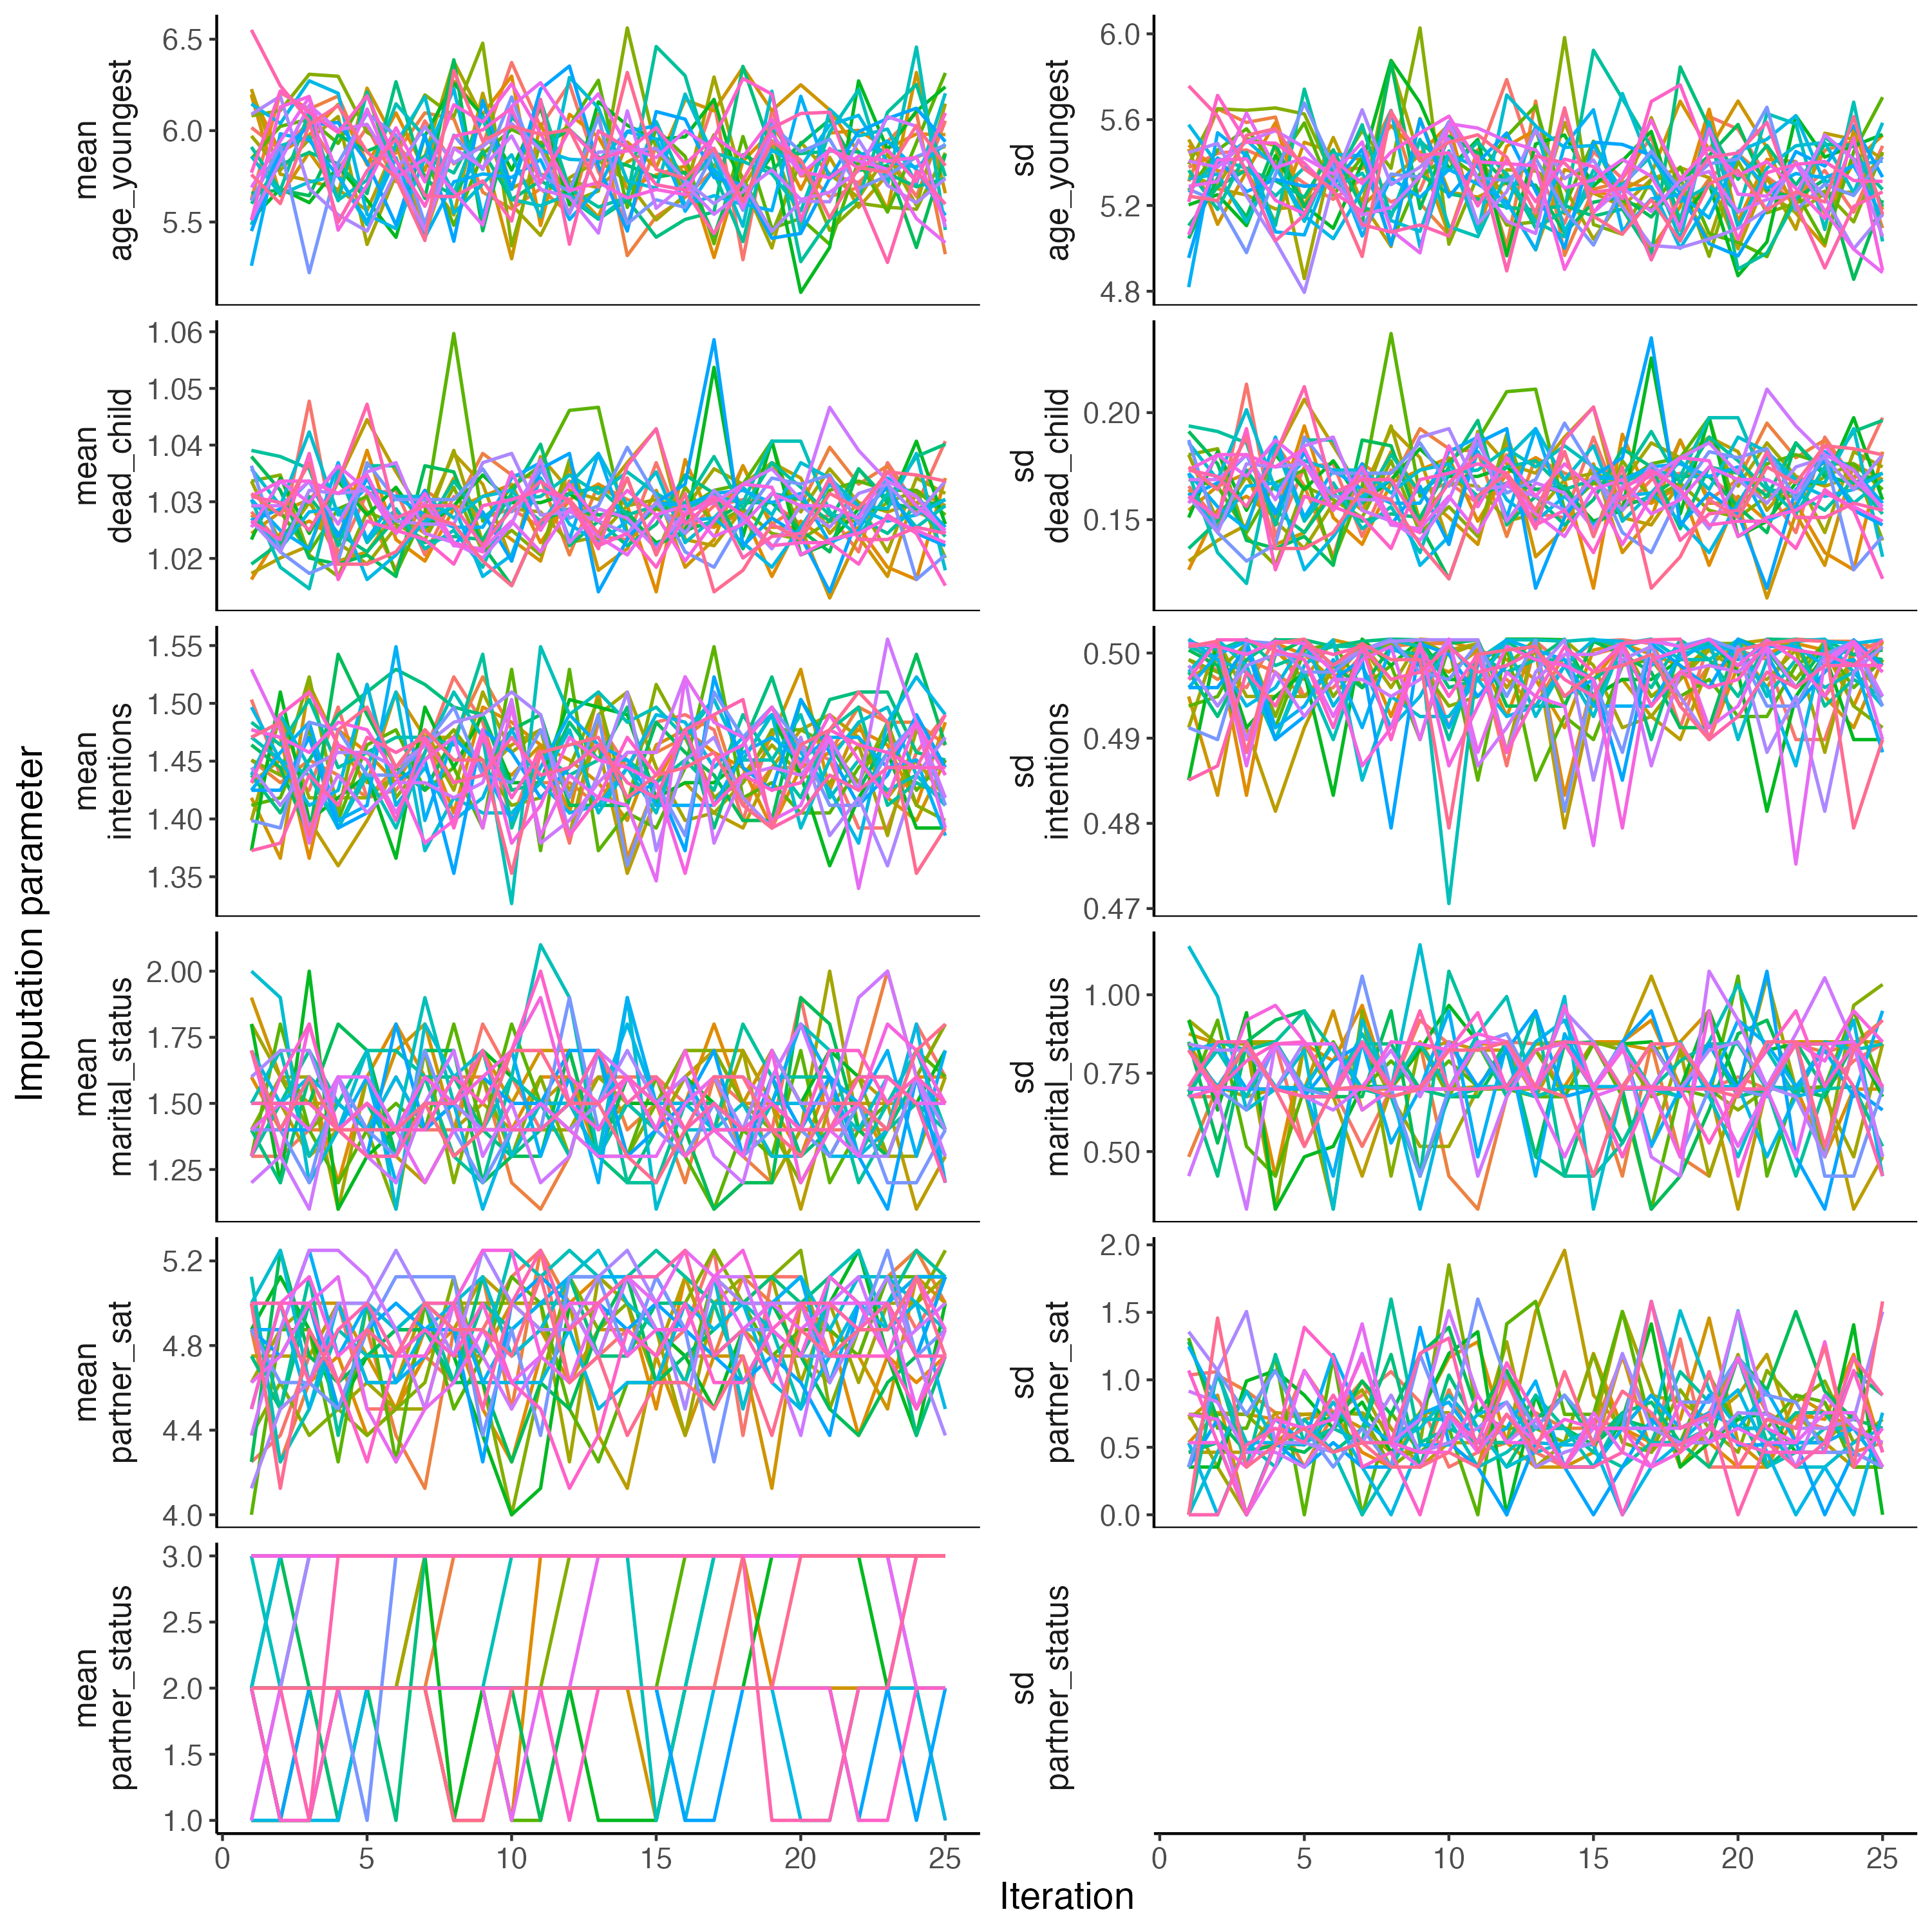 6.5
6.0
5.5
mean
age_youngest
6.0
5.6
5.2
4.8
sd
age_youngest
1.06
1.05
1.04
1.03
1.02
mean
dead_child
0.20
0.15
sd
dead_child
1.55
1.50
1.45
1.40
1.35
mean
intentions
0.50
0.49
0.48
0.47
sd
intentions
Imputation parameter
2.00
1.75
1.50
1.25
mean
marital_status
1.00
0.75
0.50
sd
marital_status
5.2
4.8
4.4
4.0
mean
partner_sat
2.0
1.5
1.0
0.5
0.0
sd
partner_sat
3.0
2.5
2.0
1.5
1.0
mean
partner_status
sd
partner_status
0 5 10 15 20 25
0 5 10 15 20 25
Iteration